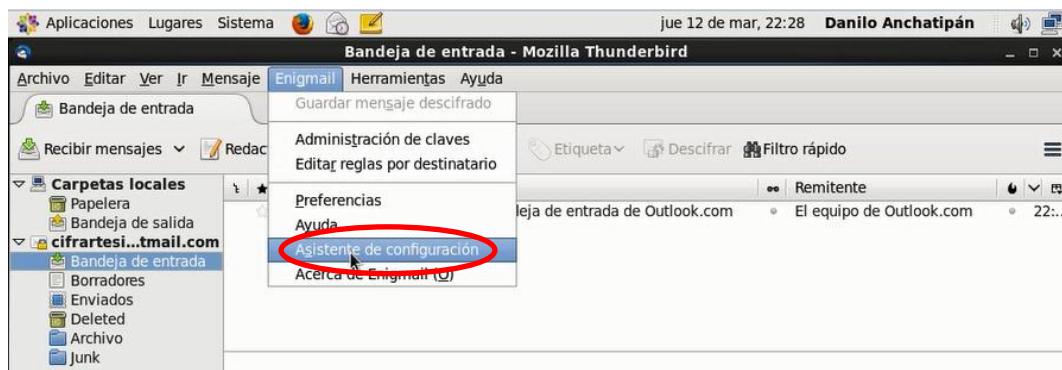 Aplicaciones Lugares Sistema jue 12 de mar, 22:28 Danilo Anchatipán
Bandeja de entrada - Mozilla Thunderbird
Archivo Editar Ver Ir Mensaje Enigmail Herramientas Ayuda
Bandeja de entrada
Guardar mensaje descifrado
Administración de claves
Editar reglas por destinatario
Preferencias
Ayuda
Asistente de configuración
Acerca de Enigmail (O)
Recibir mensajes Redac Etiqueta Descifrar Filtro rápido
Remitente
deja de entrada de Outlook.com El equipo de Outlook.com 22:..
Carpetas locales
Papelera
Bandeja de salida
cifrartesi...tmail.com
Bandeja de entrada
Borradores
Enviados
Deleted
Archivo
Junk